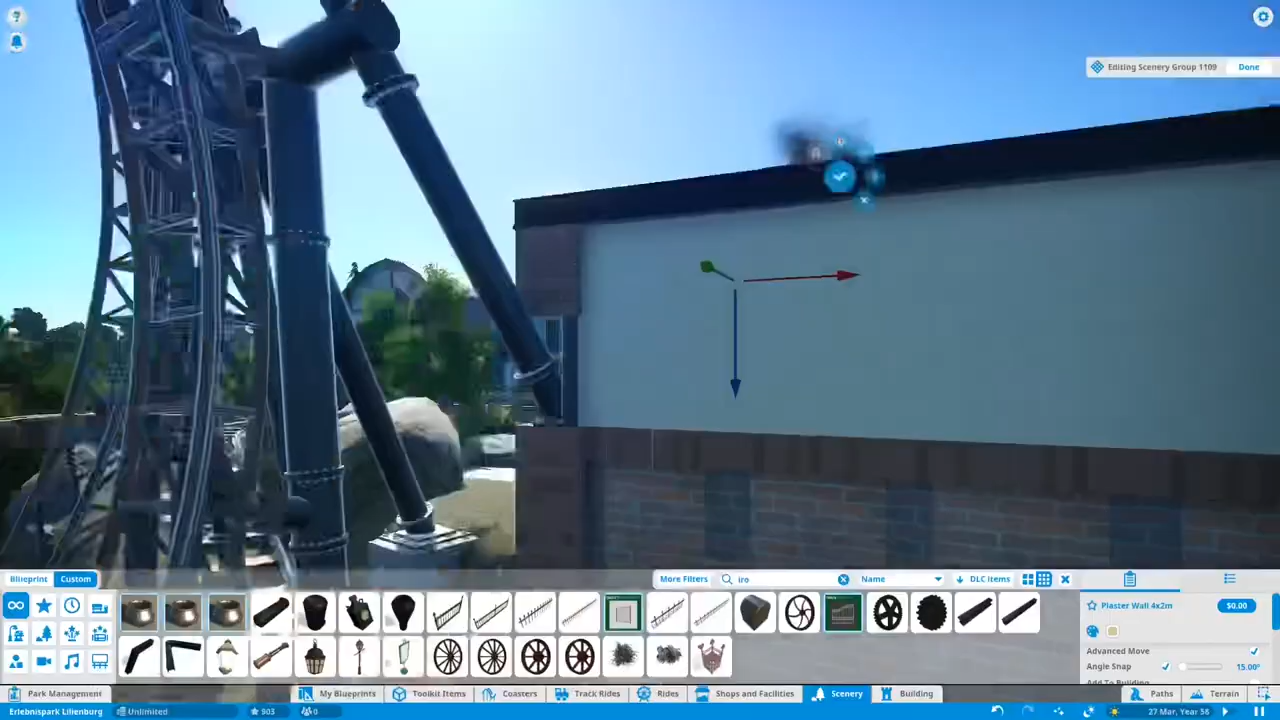 Editing Scenery Group 1109 Done
Blueprint Custom More Filters iro Name DLC Items
Plaster Wall 4x2m $0.00
Advanced Move
Angle Snap 15.00°
Park Management My Blueprints Toolkit Items Coasters Track Rides Rides Shops and Facilities Scenery Building Paths Terrain
Erlebnispark Lilienburg Unlimited 903 0 27 Mar, Year 58